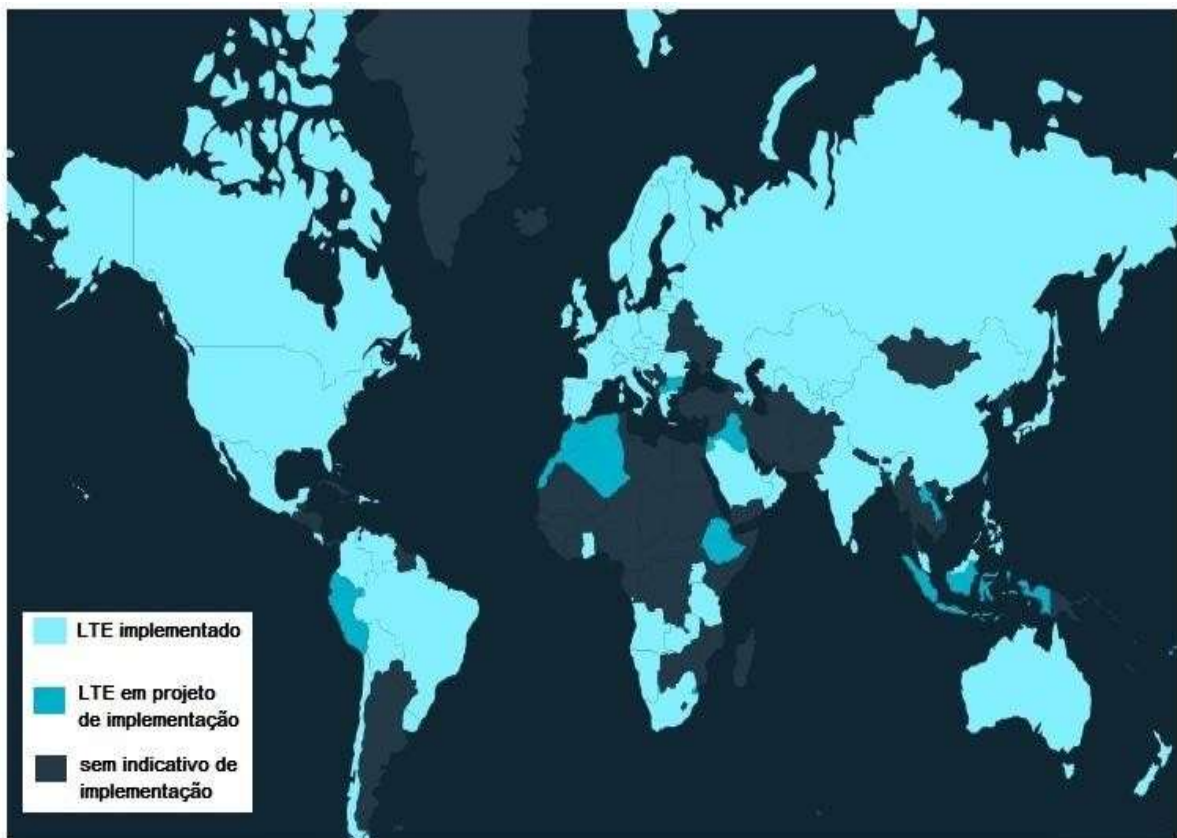 LTE implementado
LTE em projeto
de implementação
sem indicativo de
implementação